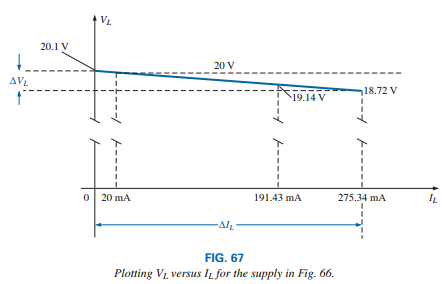 V_L
20.1 V
20 V
ΔV_L
19.14 V
18.72 V
0
20 mA
191.43 mA
275.34 mA
I_L
ΔI_L
FIG. 67
Plotting V_L versus I_L for the supply in Fig. 66.